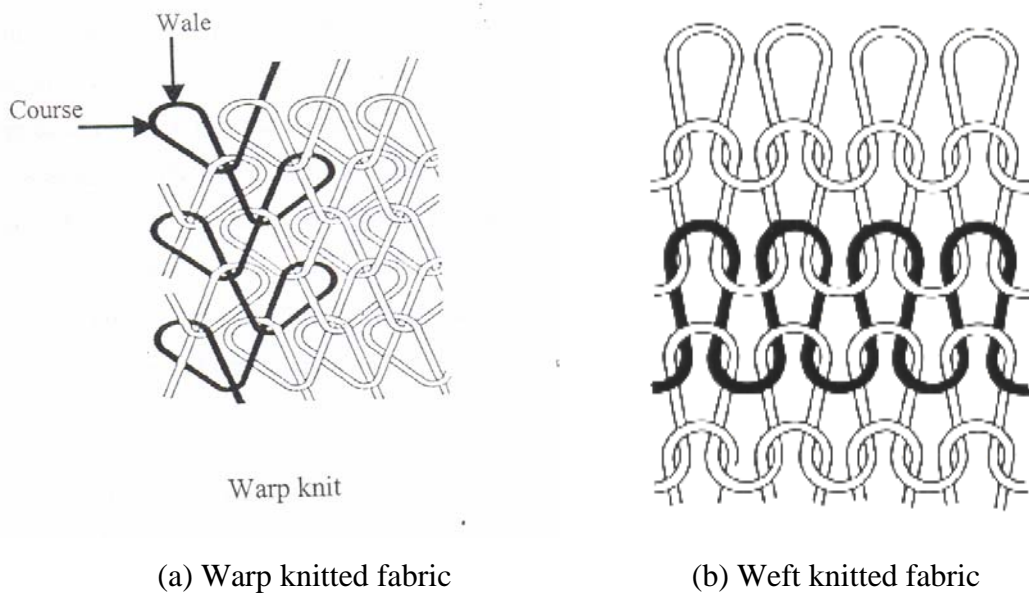 Wale
Course
Warp knit
(a) Warp knitted fabric
(b) Weft knitted fabric